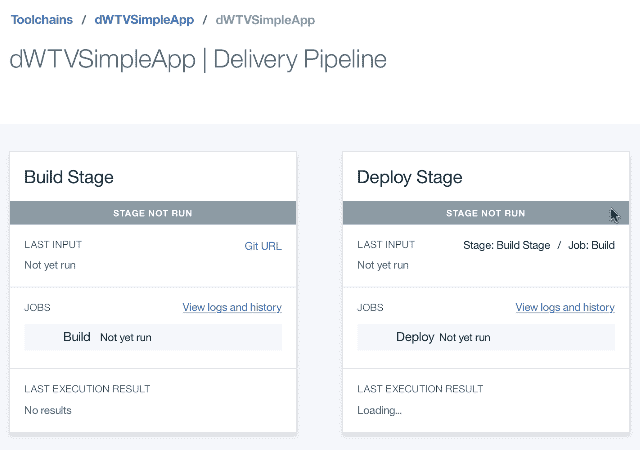 Toolchains / dWTVSimpleApp / dWTVSimpleApp
dWTVSimpleApp | Delivery Pipeline
Build Stage
STAGE NOT RUN
LAST INPUT Git URL
Not yet run
JOBS View logs and history
Build Not yet run
LAST EXECUTION RESULT
No results
Deploy Stage
STAGE NOT RUN
LAST INPUT Stage: Build Stage / Job: Build
Not yet run
JOBS View logs and history
Deploy Not yet run
LAST EXECUTION RESULT
Loading...